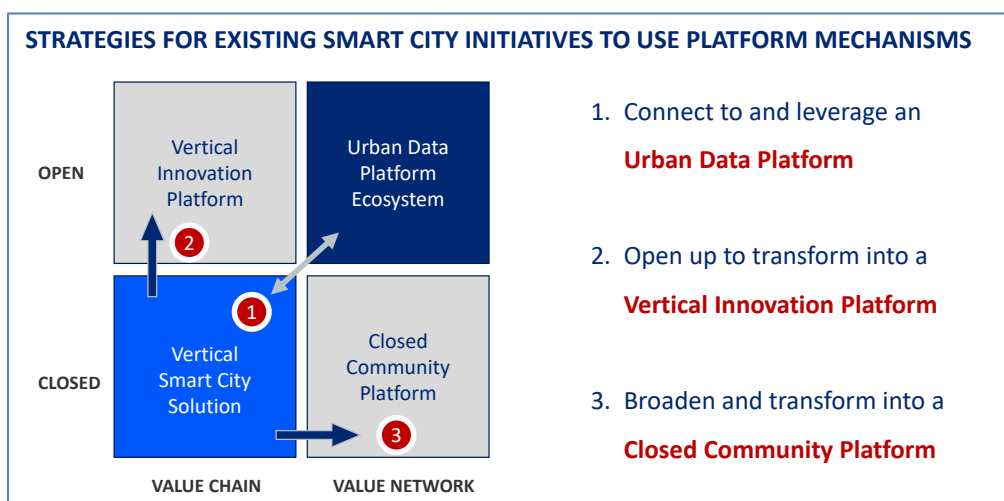 STRATEGIES FOR EXISTING SMART CITY INITIATIVES TO USE PLATFORM MECHANISMS
OPEN
Vertical
Innovation
Platform
2
Urban Data
Platform
Ecosystem
CLOSED
1
Vertical
Smart City
Solution
Closed
Community
Platform
3
VALUE CHAIN
VALUE NETWORK
1. Connect to and leverage an
Urban Data Platform
2. Open up to transform into a
Vertical Innovation Platform
3. Broaden and transform into a
Closed Community Platform